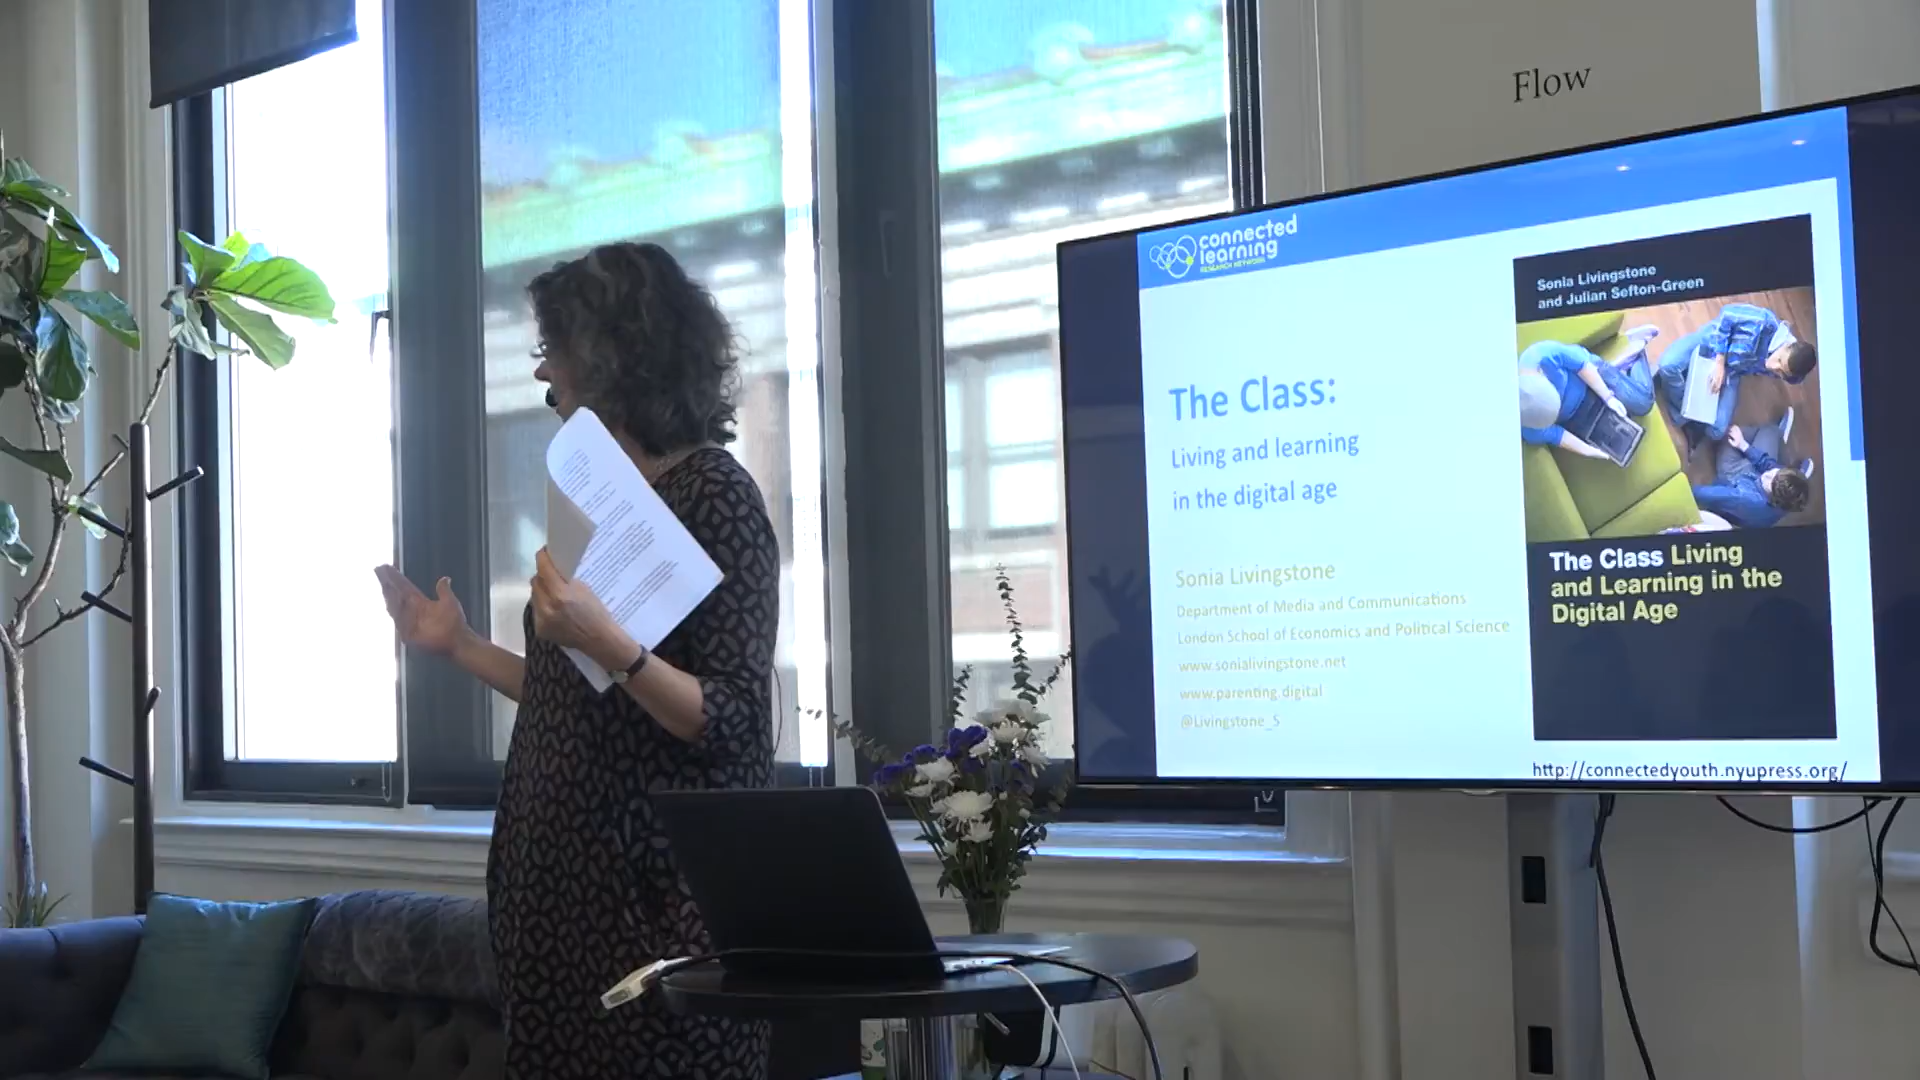 Flow
connected
learning
RESEARCH NETWORK
The Class:
Living and learning
in the digital age
Sonia Livingstone
Department of Media and Communications
London School of Economics and Political Science
www.sonialivingstone.net
www.parenting.digital
@Livingstone_S
Sonia Livingstone
and Julian Sefton-Green
The Class Living
and Learning in the
Digital Age
http://connectedyouth.nyupress.org/